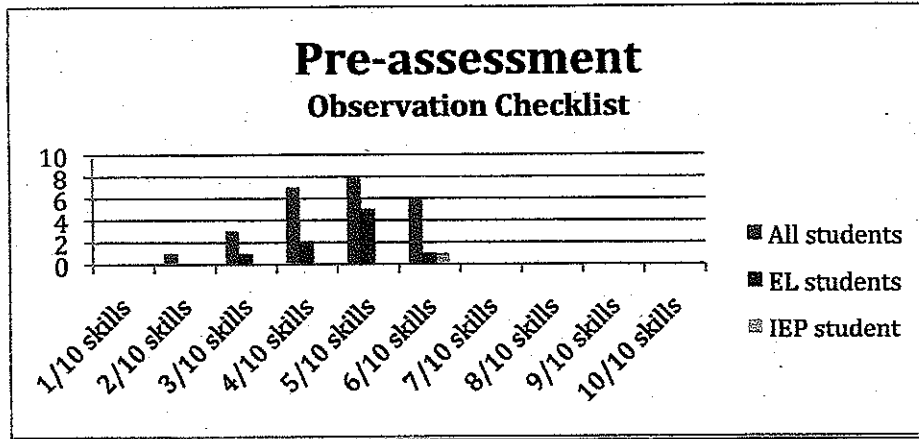 Pre-assessment
Observation Checklist
10
8
6
4
2
0
1/10 skills
2/10 skills
3/10 skills
4/10 skills
5/10 skills
6/10 skills
7/10 skills
8/10 skills
9/10 skills
10/10 skills
All students
EL students
IEP student